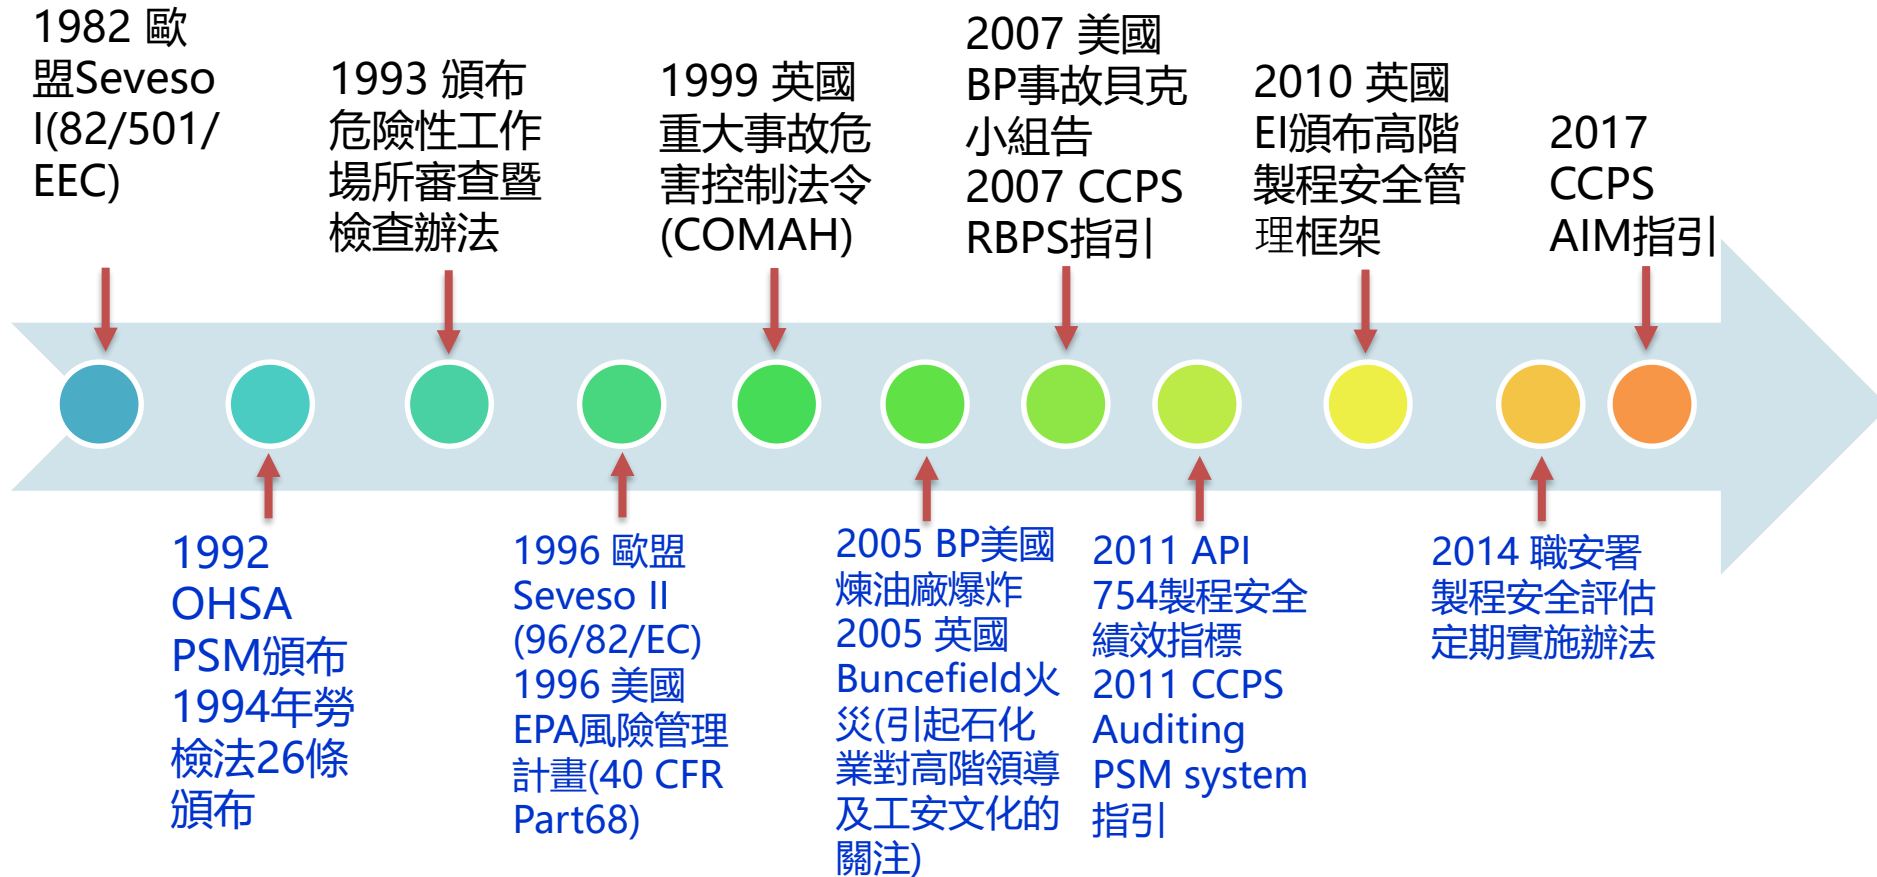 1982 歐
盟Seveso
I(82/501/
EEC)
1993 頒布
危險性工作
場所審查暨
檢查辦法
1999 英國
重大事故危
害控制法令
(COMAH)
2007 美國
BP事故貝克
小組告
2007 CCPS
RBPS指引
2010 英國
EI頒布高階
製程安全管
理框架
2017
CCPS
AIM指引
1992
OHSA
PSM頒布
1994年勞
檢法26條
頒布
1996 歐盟
Seveso II
(96/82/EC)
1996 美國
EPA風險管理
計畫(40 CFR
Part68)
2005 BP美國
煉油廠爆炸
2005 英國
Buncefield火
災(引起石化
業對高階領導
及工安文化的
關注)
2011 API
754製程安全
績效指標
2011 CCPS
Auditing
PSM system
指引
2014 職安署
製程安全評估
定期實施辦法